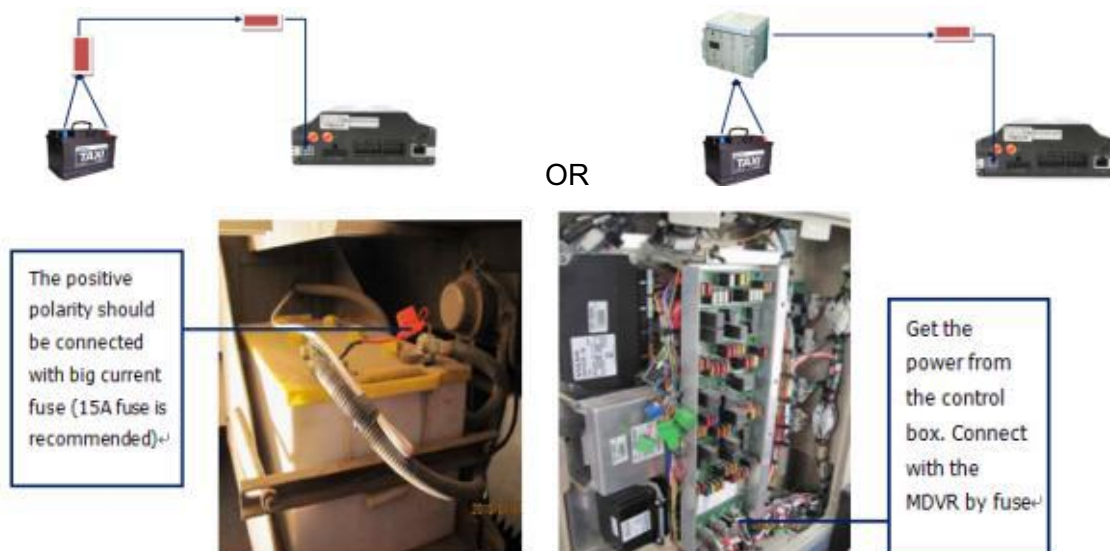 TAXI
TAXI
OR
The positive
polarity should
be connected
with big current
fuse (15A fuse is
recommended)↵
Get the
power from
the control
box. Connect
with the
MDVR by fuse↵